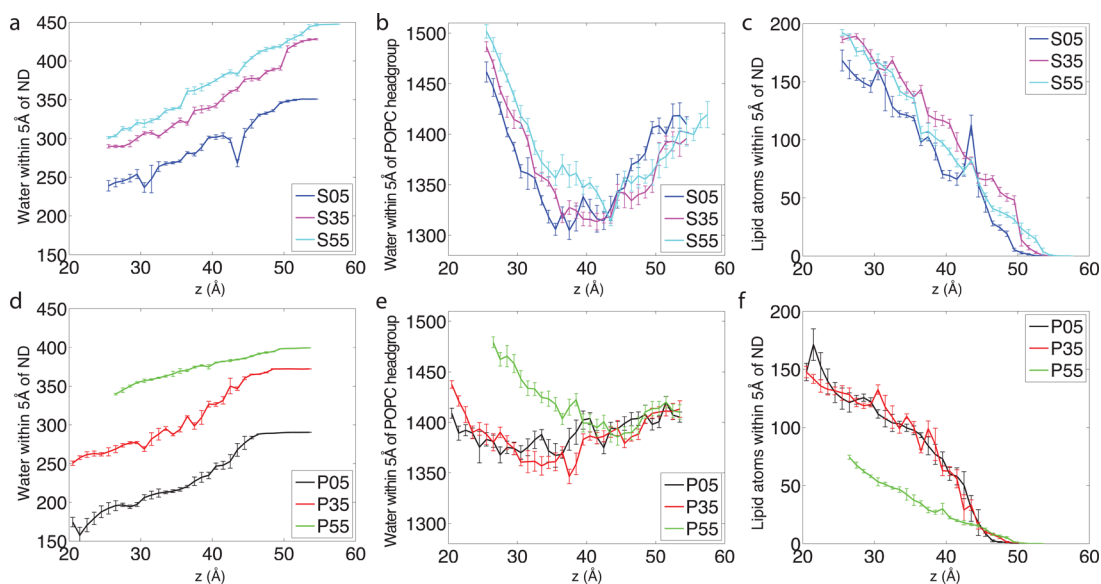 a
Water within 5Å of ND
450
400
350
300
250
200
150
20 30 40 50 60
z (Å)
S05
S35
S55
b
Water within 5Å of POPC headgroup
1500
1400
1300
20 30 40 50 60
z (Å)
S05
S35
S55
c
Lipid atoms within 5Å of ND
200
150
100
50
0
20 30 40 50 60
z (Å)
S05
S35
S55
d
Water within 5Å of ND
450
400
350
300
250
200
150
20 30 40 50 60
z (Å)
P05
P35
P55
e
Water within 5Å of POPC headgroup
1500
1400
1350
1300
20 30 40 50 60
z (Å)
P05
P35
P55
f
Lipid atoms within 5Å of ND
200
150
100
50
0
20 30 40 50 60
z (Å)
P05
P35
P55